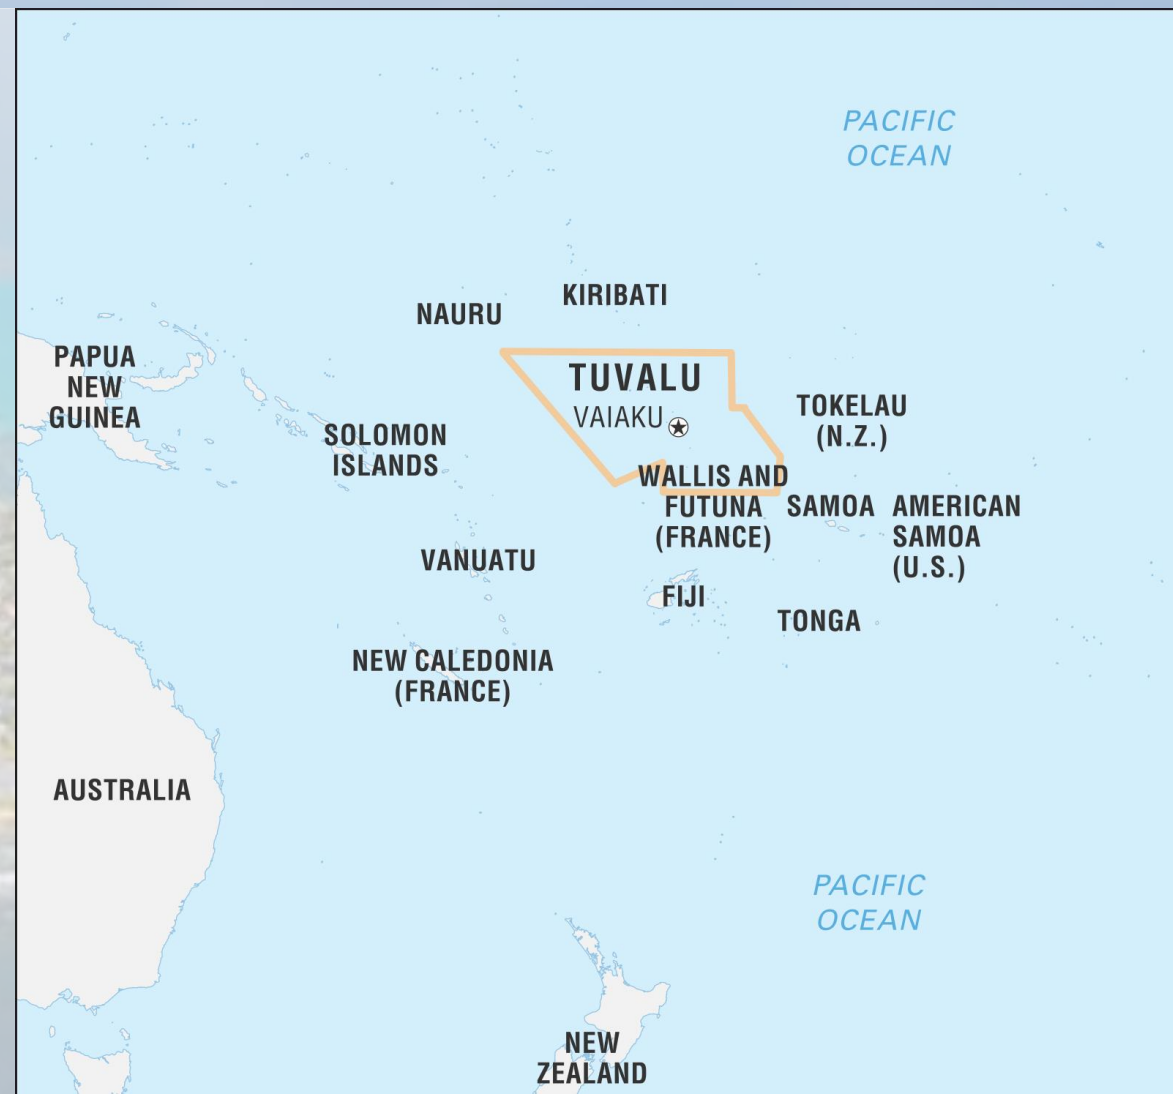 PACIFIC
OCEAN
KIRIBATI
NAURU
PAPUA
NEW
GUINEA
TUVALU
VAIAKU
TOKELAU
(N.Z.)
SOLOMON
ISLANDS
WALLIS AND
FUTUNA
(FRANCE)
SAMOA
AMERICAN
SAMOA
(U.S.)
VANUATU
FIJI
TONGA
NEW CALEDONIA
(FRANCE)
AUSTRALIA
PACIFIC
OCEAN
NEW
ZEALAND